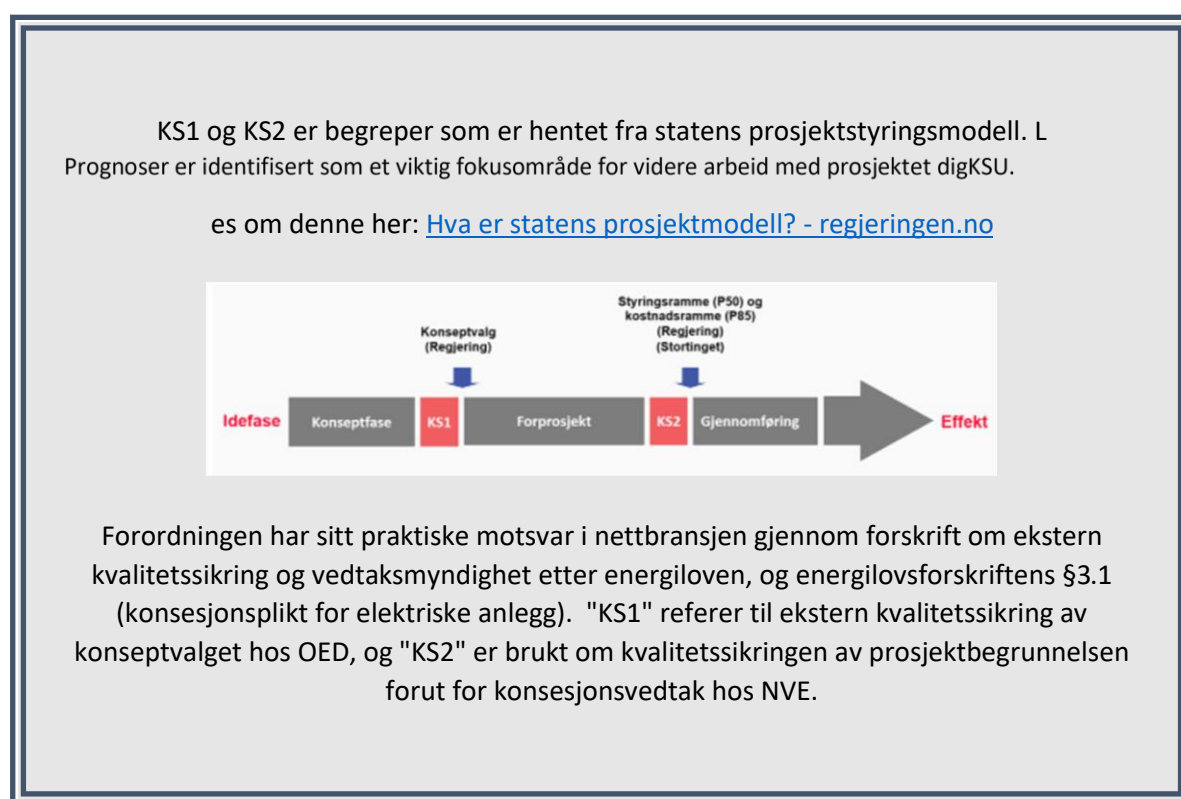 KS1 og KS2 er begreper som er hentet fra statens prosjektstyringsmodell. L
Prognoser er identifisert som et viktig fokusområde for videre arbeid med prosjektet digKSU.
es om denne her: Hva er statens prosjektmodell? - regjeringen.no
Styringsramme (P50) og
kostnadsramme (P85)
(Regjering)
(Stortinget)
Konseptvalg
(Regjering)
Idefase
Konseptfase
KS1
Forprosjekt
KS2
Gjennomføring
Effekt
Forordningen har sitt praktiske motsvar i nettbransjen gjennom forskrift om ekstern
kvalitetssikring og vedtaksmyndighet etter energiloven, og energilovsforskriftens §3.1
(konsesjonsplikt for elektriske anlegg).  "KS1" referer til ekstern kvalitetssikring av
konseptvalget hos OED, og "KS2" er brukt om kvalitetssikringen av prosjektbegrunnelsen
forut for konsesjonsvedtak hos NVE.